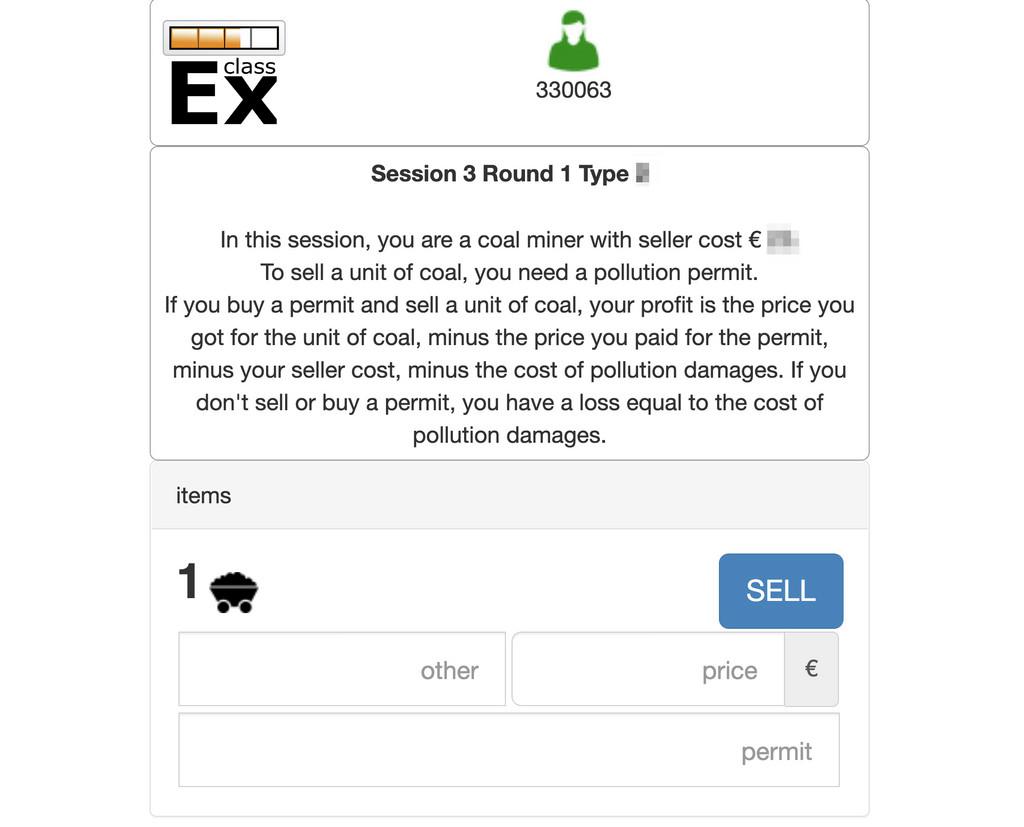 class
Ex
330063
Session 3 Round 1 Type
In this session, you are a coal miner with seller cost €
To sell a unit of coal, you need a pollution permit.
If you buy a permit and sell a unit of coal, your profit is the price you
got for the unit of coal, minus the price you paid for the permit,
minus your seller cost, minus the cost of pollution damages. If you
don't sell or buy a permit, you have a loss equal to the cost of
pollution damages.
items
1
SELL
other
price
€
permit